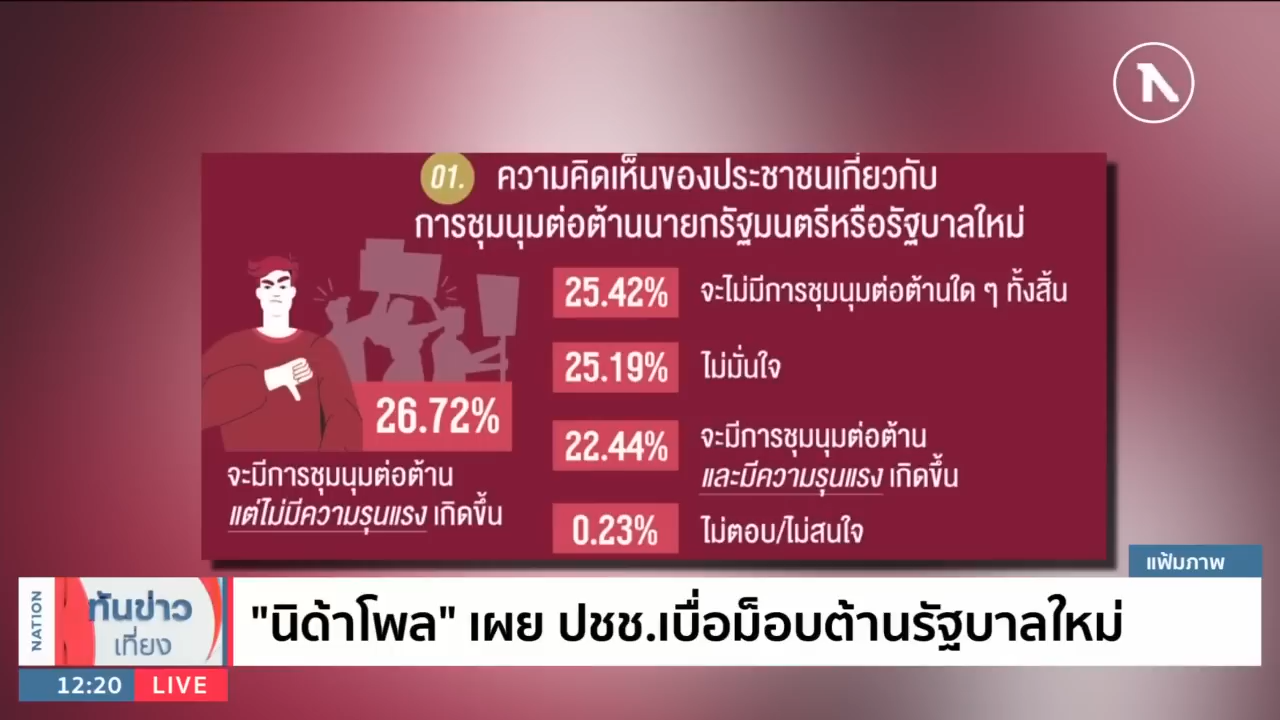 01. ความคิดเห็นของประชาชนเกี่ยวกับ
การชุมนุมต่อต้านนายกรัฐมนตรีหรือรัฐบาลใหม่
26.72%
จะมีการชุมนุมต่อต้าน
แต่ไม่มีความรุนแรง เกิดขึ้น
25.42% จะไม่มีการชุมนุมต่อต้านใด ๆ ทั้งสิ้น
25.19% ไม่มั่นใจ
22.44% จะมีการชุมนุมต่อต้าน
และมีความรุนแรง เกิดขึ้น
0.23% ไม่ตอบ/ไม่สนใจ
แฟ้มภาพ
NATION
ทันข่าว
เที่ยง
"นิด้าโพล" เผย ปชช.เบื่อม็อบต้านรัฐบาลใหม่
12:20 LIVE